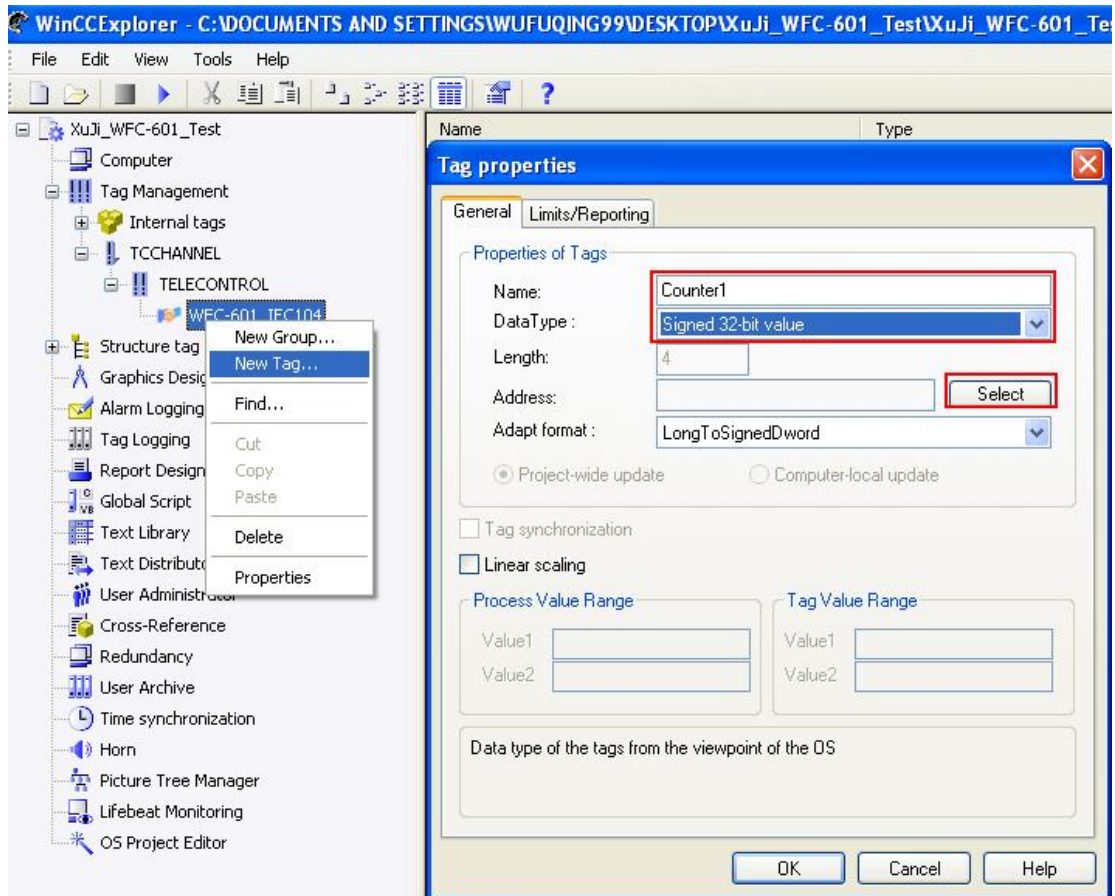 WinCCExplorer - C:\DOCUMENTS AND SETTINGS\WUFUQING99\DESKTOP\XuJi_WFC-601_Test\XuJi_WFC-601_Tes
File Edit View Tools Help
XuJi_WFC-601_Test
Computer
Tag Management
Internal tags
TCCHANNEL
TELECONTROL
WFC-601_IEC104
Structure tag
Graphics Desig
Alarm Logging
Tag Logging
Report Design
Global Script
Text Library
Text Distributo
User Administrator
Cross-Reference
Redundancy
User Archive
Time synchronization
Horn
Picture Tree Manager
Lifebeat Monitoring
OS Project Editor
New Group...
New Tag...
Find...
Cut
Copy
Paste
Delete
Properties
Name Type
Tag properties
General Limits/Reporting
Properties of Tags
Name: Counter1
DataType : Signed 32-bit value
Length: 4
Address: Select
Adapt format : LongToSignedDword
Project-wide update Computer-local update
Tag synchronization
Linear scaling
Process Value Range Tag Value Range
Value1 Value1
Value2 Value2
Data type of the tags from the viewpoint of the OS
OK Cancel Help